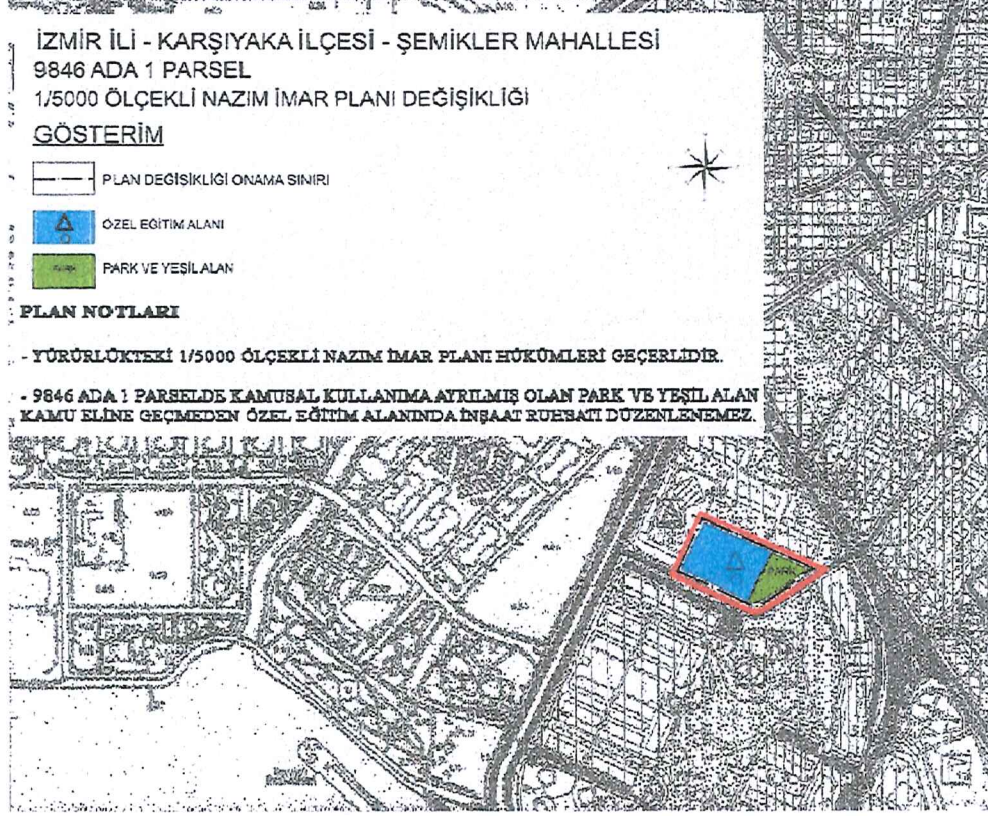 İZMİR İLİ - KARŞIYAKA İLÇESİ - ŞEMİKLER MAHALLESİ
9846 ADA 1 PARSEL
1/5000 ÖLÇEKLİ NAZIM İMAR PLANI DEĞİŞİKLİĞİ
GÖSTERİM
PLAN DEĞİŞİKLİĞİ ONAMA SINIRI
ÖZEL EĞİTİM ALANI
Ö
PARK
PARK VE YEŞİL ALAN
PLAN NOTLARI
- YÜRÜRLÜKTEKİ 1/5000 ÖLÇEKLİ NAZIM İMAR PLANI HÜKÜMLERİ GEÇERLİDİR.
- 9846 ADA 1 PARSELDE KAMUSAL KULLANIMA AYRILMIŞ OLAN PARK VE YEŞİL ALAN
KAMU ELİNE GEÇMEDEN ÖZEL EĞİTİM ALANINDA İNŞAAT RUHSATI DÜZENLENEMEZ.
Ö
PARK